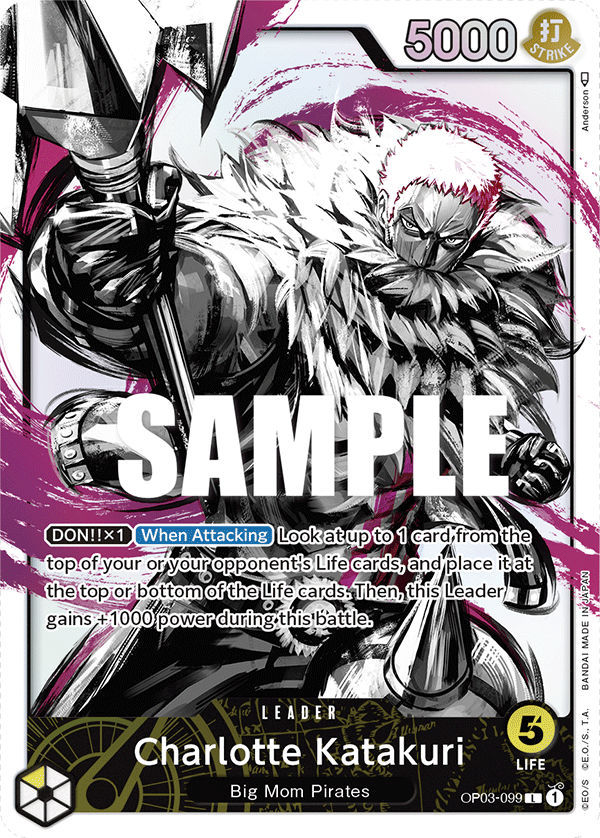 5000
打
STRIKE
Anderson
SAMPLE
DON!!×1 When Attacking Look at up to 1 card from the
top of your or your opponent's Life cards, and place it at
the top or bottom of the Life cards. Then, this Leader
gains +1000 power during this battle.
LEADER
Charlotte Katakuri
Big Mom Pirates
5
LIFE
OP03-099 L 1
©E.O/S ©E.O./S., T.A. BANDAI MADE IN JAPAN